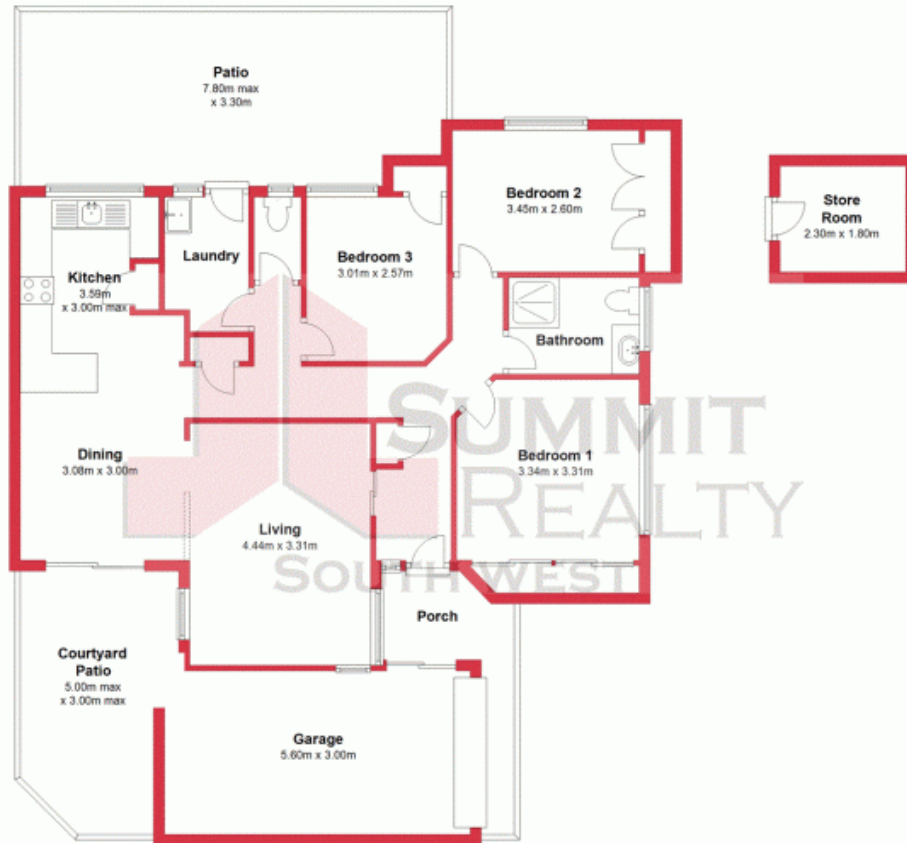 Patio
7.80m max
x 3.30m
Bedroom 2
3.45m x 2.60m
Store
Room
2.30m x 1.80m
Laundry
Bedroom 3
3.01m x 2.57m
Kitchen
3.59m
x 3.00m max
Bathroom
SUMMIT
REALTY
SOUTH WEST
Dining
3.08m x 3.00m
Bedroom 1
3.34m x 3.31m
Living
4.44m x 3.31m
Porch
Courtyard
Patio
5.00m max
x 3.00m max
Garage
5.60m x 3.00m